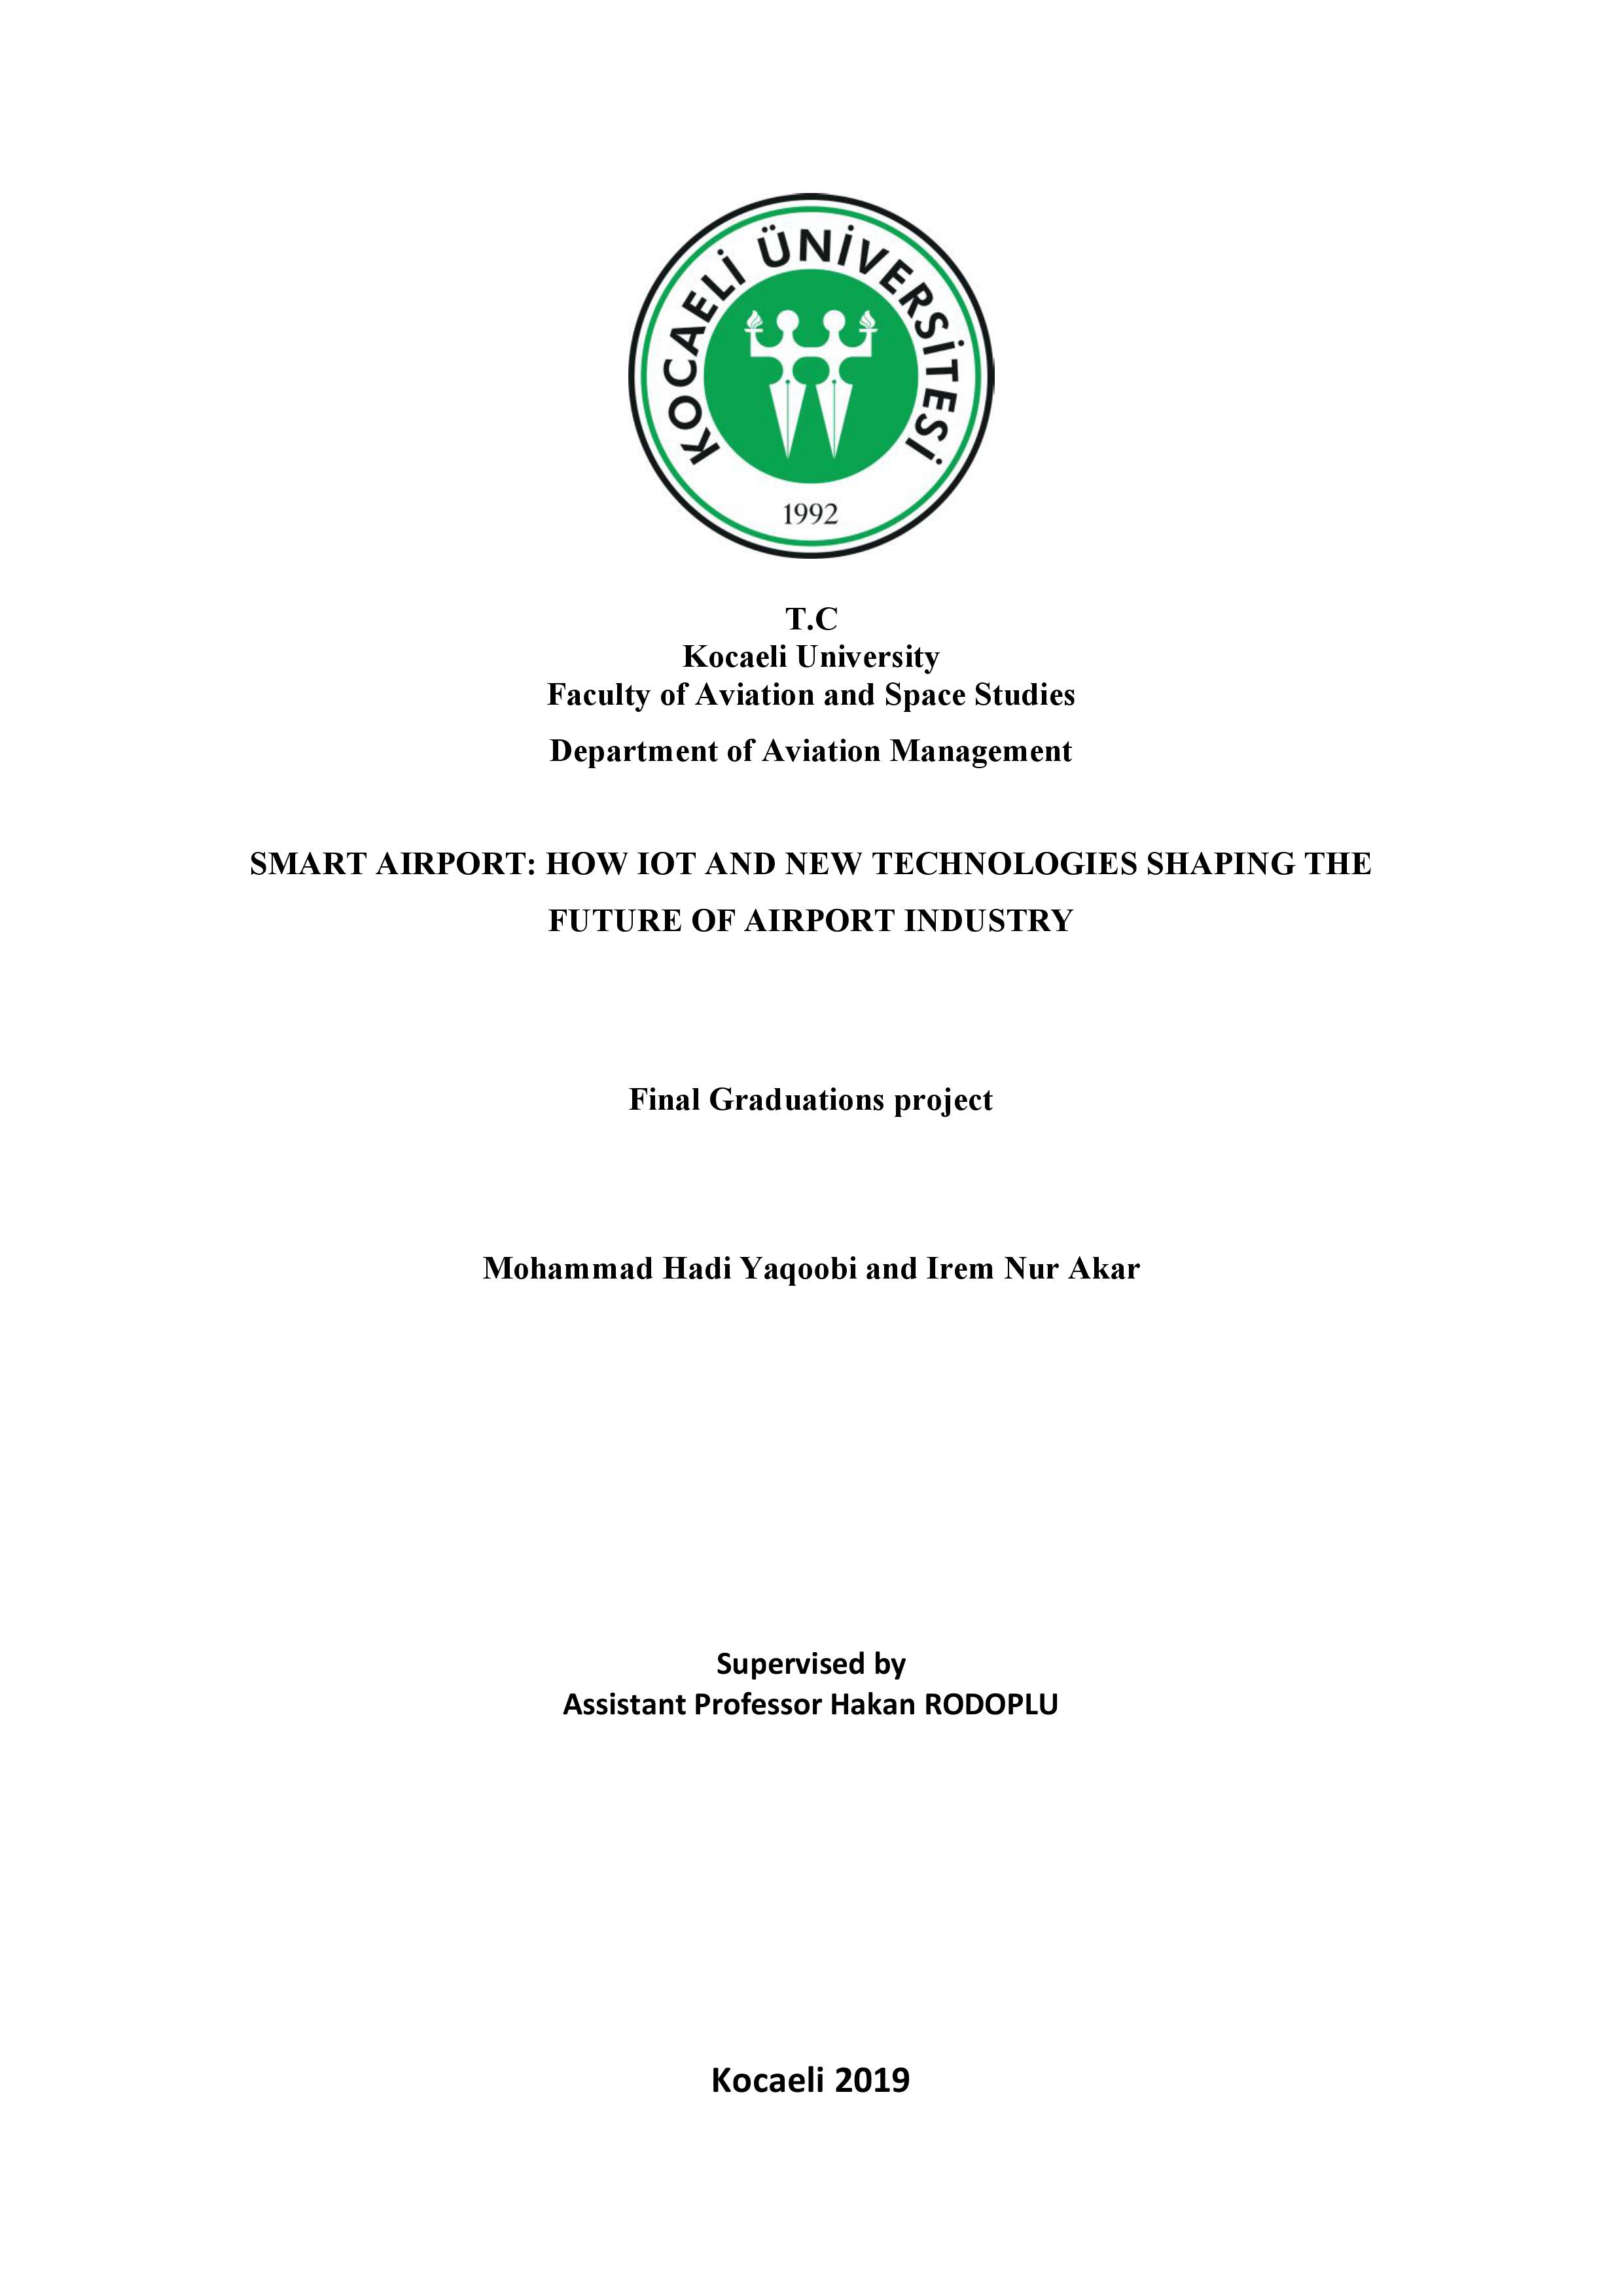 KOCAELİ ÜNİVERSİTESİ
1992
T.C
Kocaeli University
Faculty of Aviation and Space Studies
Department of Aviation Management
SMART AIRPORT: HOW IOT AND NEW TECHNOLOGIES SHAPING THE
FUTURE OF AIRPORT INDUSTRY
Final Graduations project
Mohammad Hadi Yaqoobi and Irem Nur Akar
Supervised by
Assistant Professor Hakan RODOPLU
Kocaeli 2019